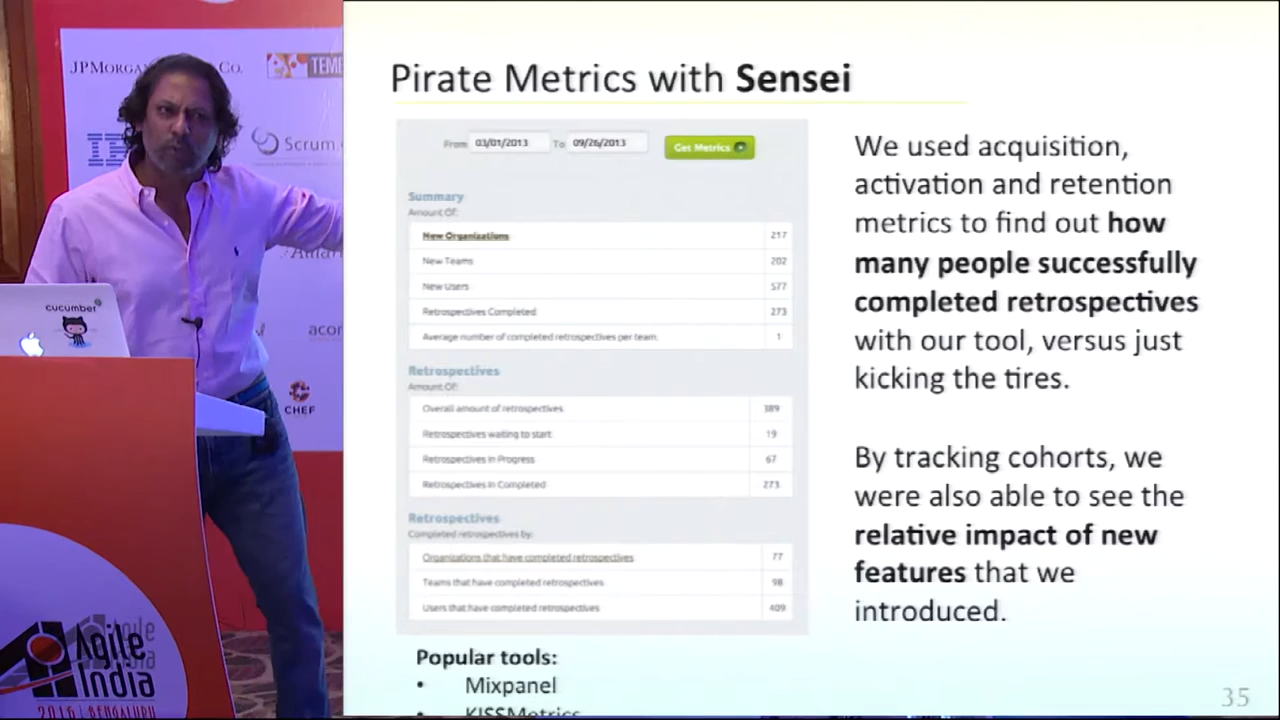 JPMORGAN
Co.
TEM
IBM
Scrum.
acor
CHEF
cucumber
Agile
India
2016 | BENGALURU
Pirate Metrics with Sensei
From 03/01/2013 To 09/26/2013 Get Metrics
Summary
Amount Of:
New Organizations 217
New Teams 202
New Users 577
Retrospectives Completed 273
Average number of completed retrospectives per team. 1
Retrospectives
Amount Of:
Overall amount of retrospectives 389
Retrospectives waiting to start 19
Retrospectives in Progress 67
Retrospectives in Completed 273
Retrospectives
Completed retrospectives by:
Organizations that have completed retrospectives 77
Teams that have completed retrospectives 98
Users that have completed retrospectives 409
Popular tools:
• Mixpanel
• KISSMetrics
We used acquisition,
activation and retention
metrics to find out how
many people successfully
completed retrospectives
with our tool, versus just
kicking the tires.
By tracking cohorts, we
were also able to see the
relative impact of new
features that we
introduced.
35